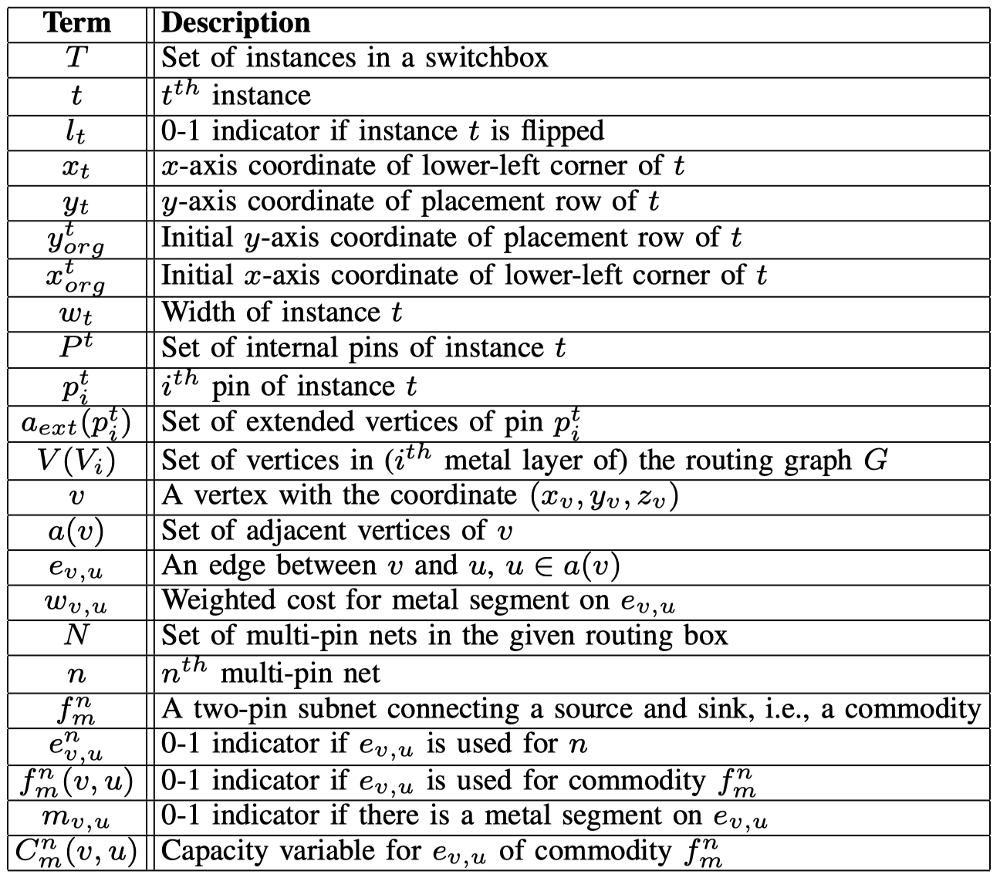 Term Description
T Set of instances in a switchbox
t t^{th} instance
l_t 0-1 indicator if instance t is flipped
x_t x-axis coordinate of lower-left corner of t
y_t y-axis coordinate of placement row of t
y^t_{org} Initial y-axis coordinate of placement row of t
x^t_{org} Initial x-axis coordinate of lower-left corner of t
w_t Width of instance t
P^t Set of internal pins of instance t
p^t_i i^{th} pin of instance t
a_{ext}(p^t_i) Set of extended vertices of pin p^t_i
V(V_i) Set of vertices in (i^{th} metal layer of) the routing graph G
v A vertex with the coordinate (x_v, y_v, z_v)
a(v) Set of adjacent vertices of v
e_{v,u} An edge between v and u, u ∈ a(v)
w_{v,u} Weighted cost for metal segment on e_{v,u}
N Set of multi-pin nets in the given routing box
n n^{th} multi-pin net
f^n_m A two-pin subnet connecting a source and sink, i.e., a commodity
e^n_{v,u} 0-1 indicator if e_{v,u} is used for n
f^n_m(v, u) 0-1 indicator if e_{v,u} is used for commodity f^n_m
m_{v,u} 0-1 indicator if there is a metal segment on e_{v,u}
C^n_m(v, u) Capacity variable for e_{v,u} of commodity f^n_m